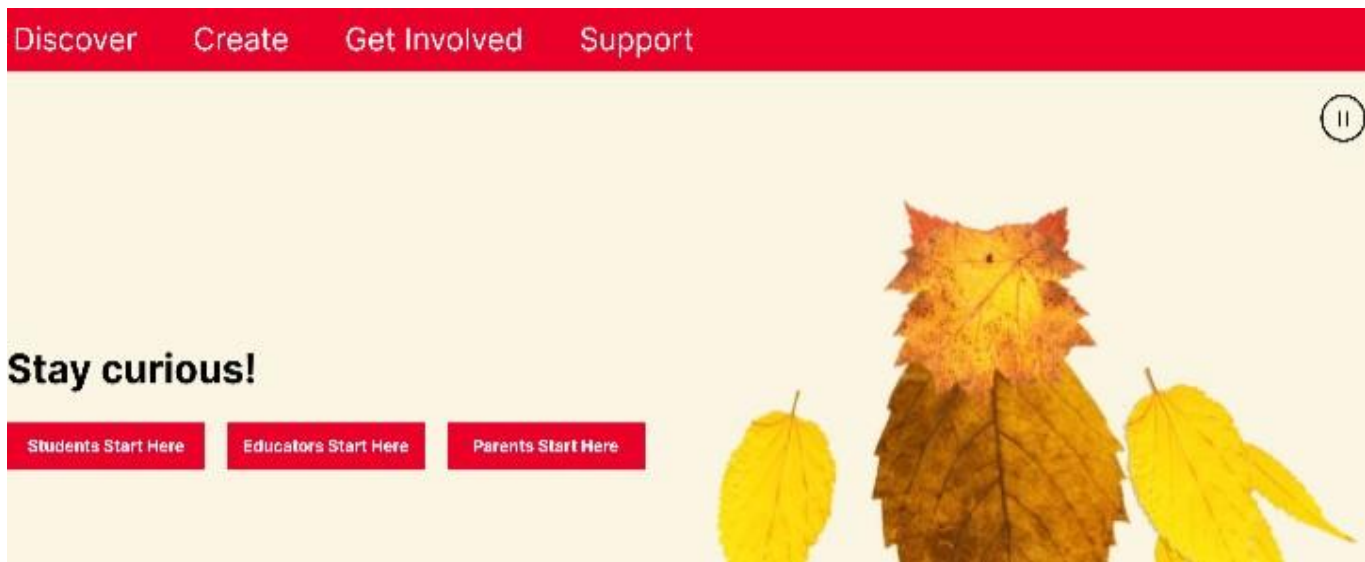 Discover Create Get Involved Support
Stay curious!
Students Start Here Educators Start Here Parents Start Here